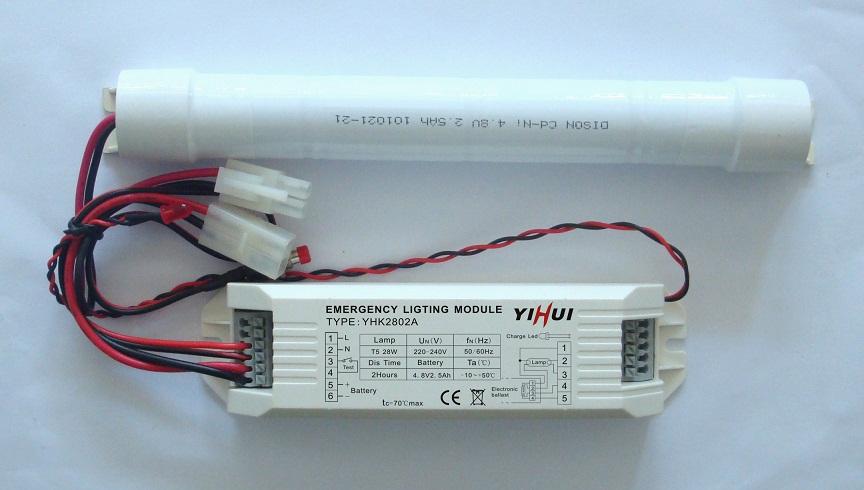 DISON Cd-Ni 4.8V 2.5Ah 101021-21
EMERGENCY LIGTING MODULE
TYPE: YHK2802A
YIHUI
1 L
2 N
3
4
Test
5 +
6 −
Battery
Lamp UN(V) fN(Hz)
T5 28W 220-240V 50/60Hz
Dis Time Battery Ta(℃)
2Hours 4.8V2.5Ah -10~-50℃
tc=70℃max
CE
Charge Led
Lamp
Electronic
ballast
1
2
3
4
5